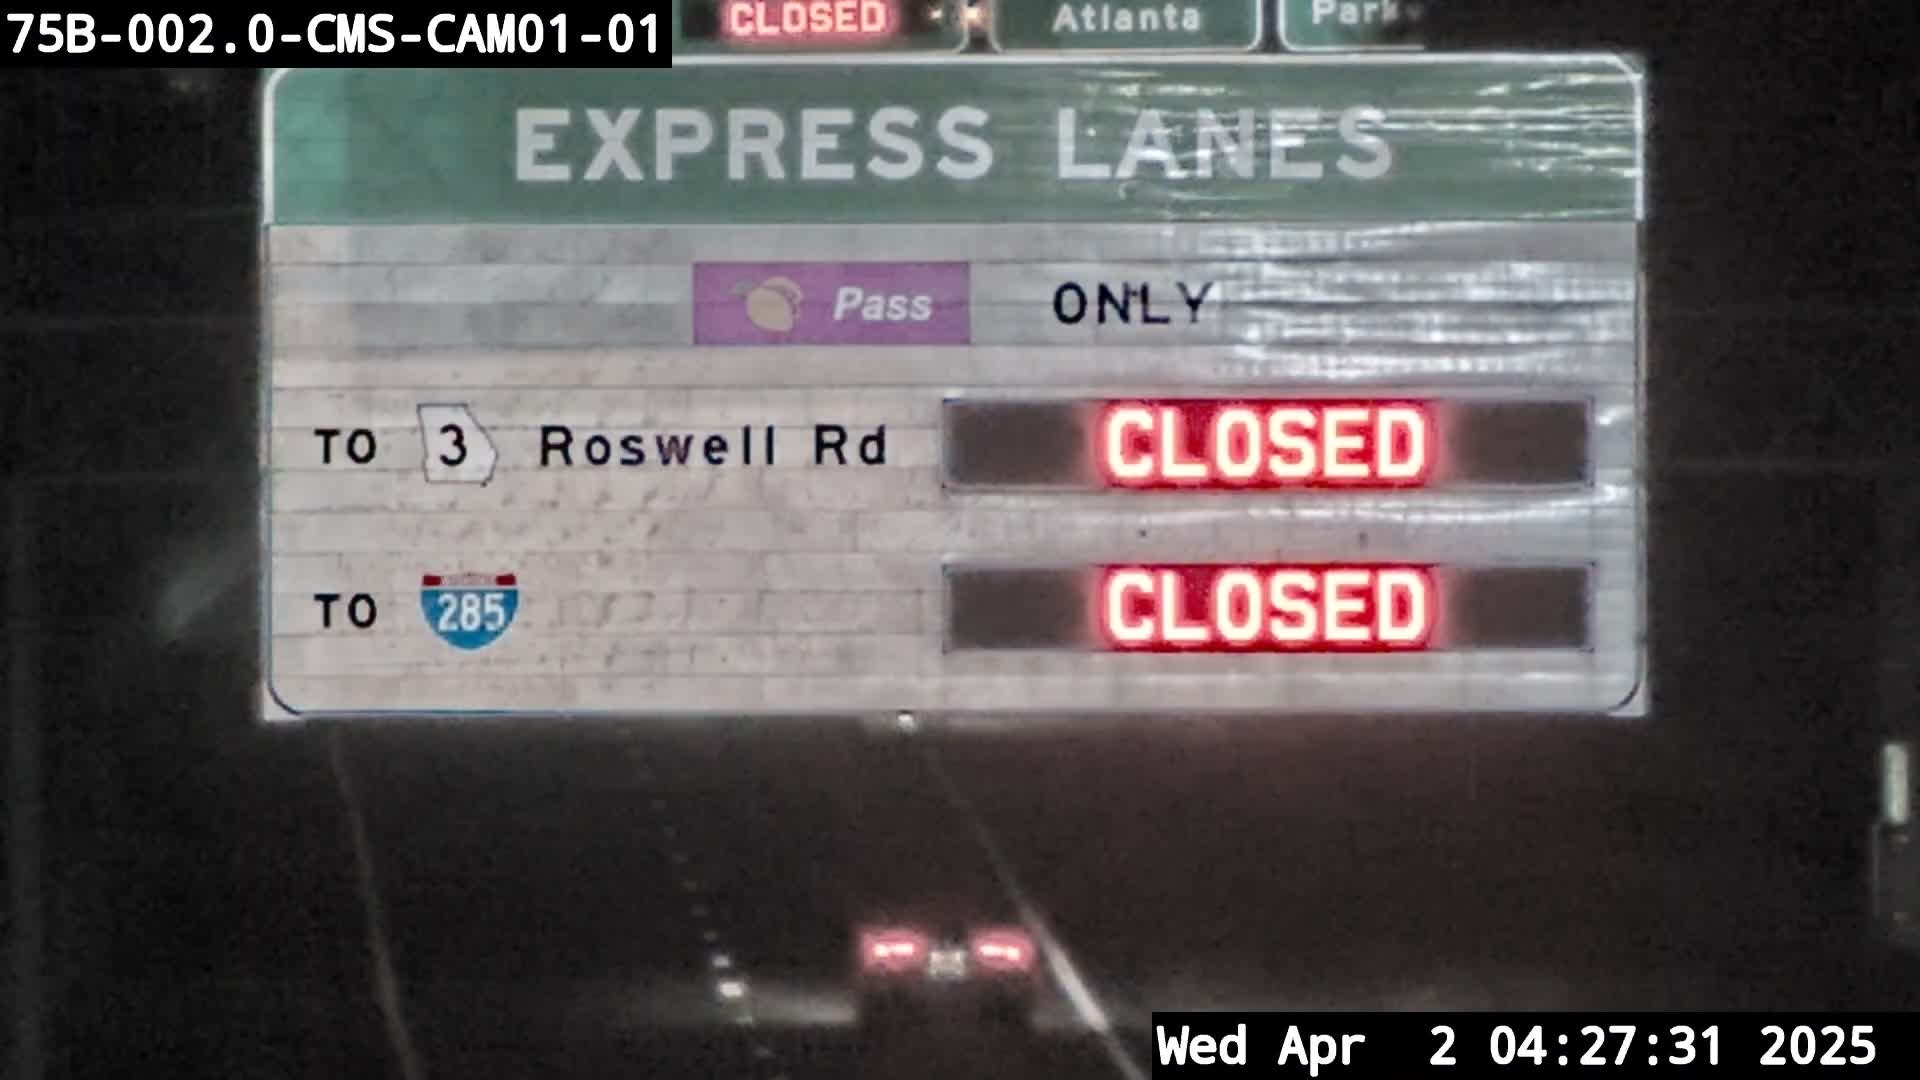 75B-002.0-CMS-CAM01-01
CLOSED
Atlanta
Park
EXPRESS LANES
Pass ONLY
TO 3 Roswell Rd CLOSED
TO 285 CLOSED
Wed Apr 2 04:27:31 2025